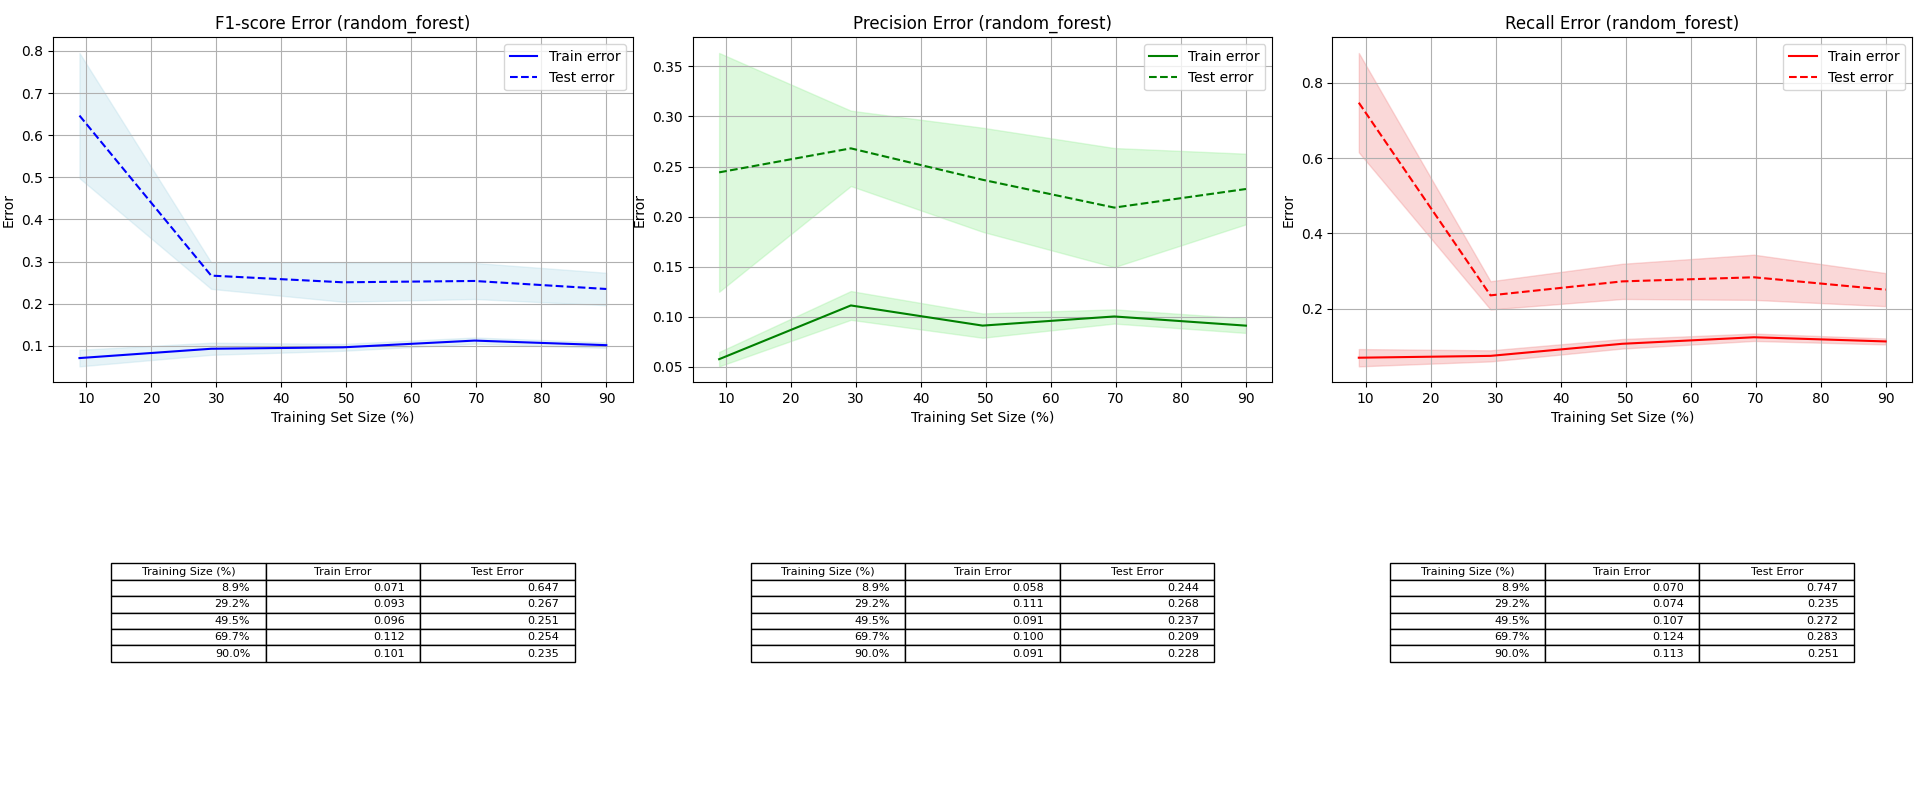 F1-score Error (random_forest)
Train error
Test error
0.8
0.7
0.6
0.5
0.4
0.3
0.2
0.1
Error
10 20 30 40 50 60 70 80 90
Training Set Size (%)
Precision Error (random_forest)
Train error
Test error
0.35
0.30
0.25
0.20
0.15
0.10
0.05
Error
10 20 30 40 50 60 70 80 90
Training Set Size (%)
Recall Error (random_forest)
Train error
Test error
0.8
0.6
0.4
0.2
Error
10 20 30 40 50 60 70 80 90
Training Set Size (%)
Training Size (%) Train Error Test Error
8.9% 0.071 0.647
29.2% 0.093 0.267
49.5% 0.096 0.251
69.7% 0.112 0.254
90.0% 0.101 0.235
Training Size (%) Train Error Test Error
8.9% 0.058 0.244
29.2% 0.111 0.268
49.5% 0.091 0.237
69.7% 0.100 0.209
90.0% 0.091 0.228
Training Size (%) Train Error Test Error
8.9% 0.070 0.747
29.2% 0.074 0.235
49.5% 0.107 0.272
69.7% 0.124 0.283
90.0% 0.113 0.251